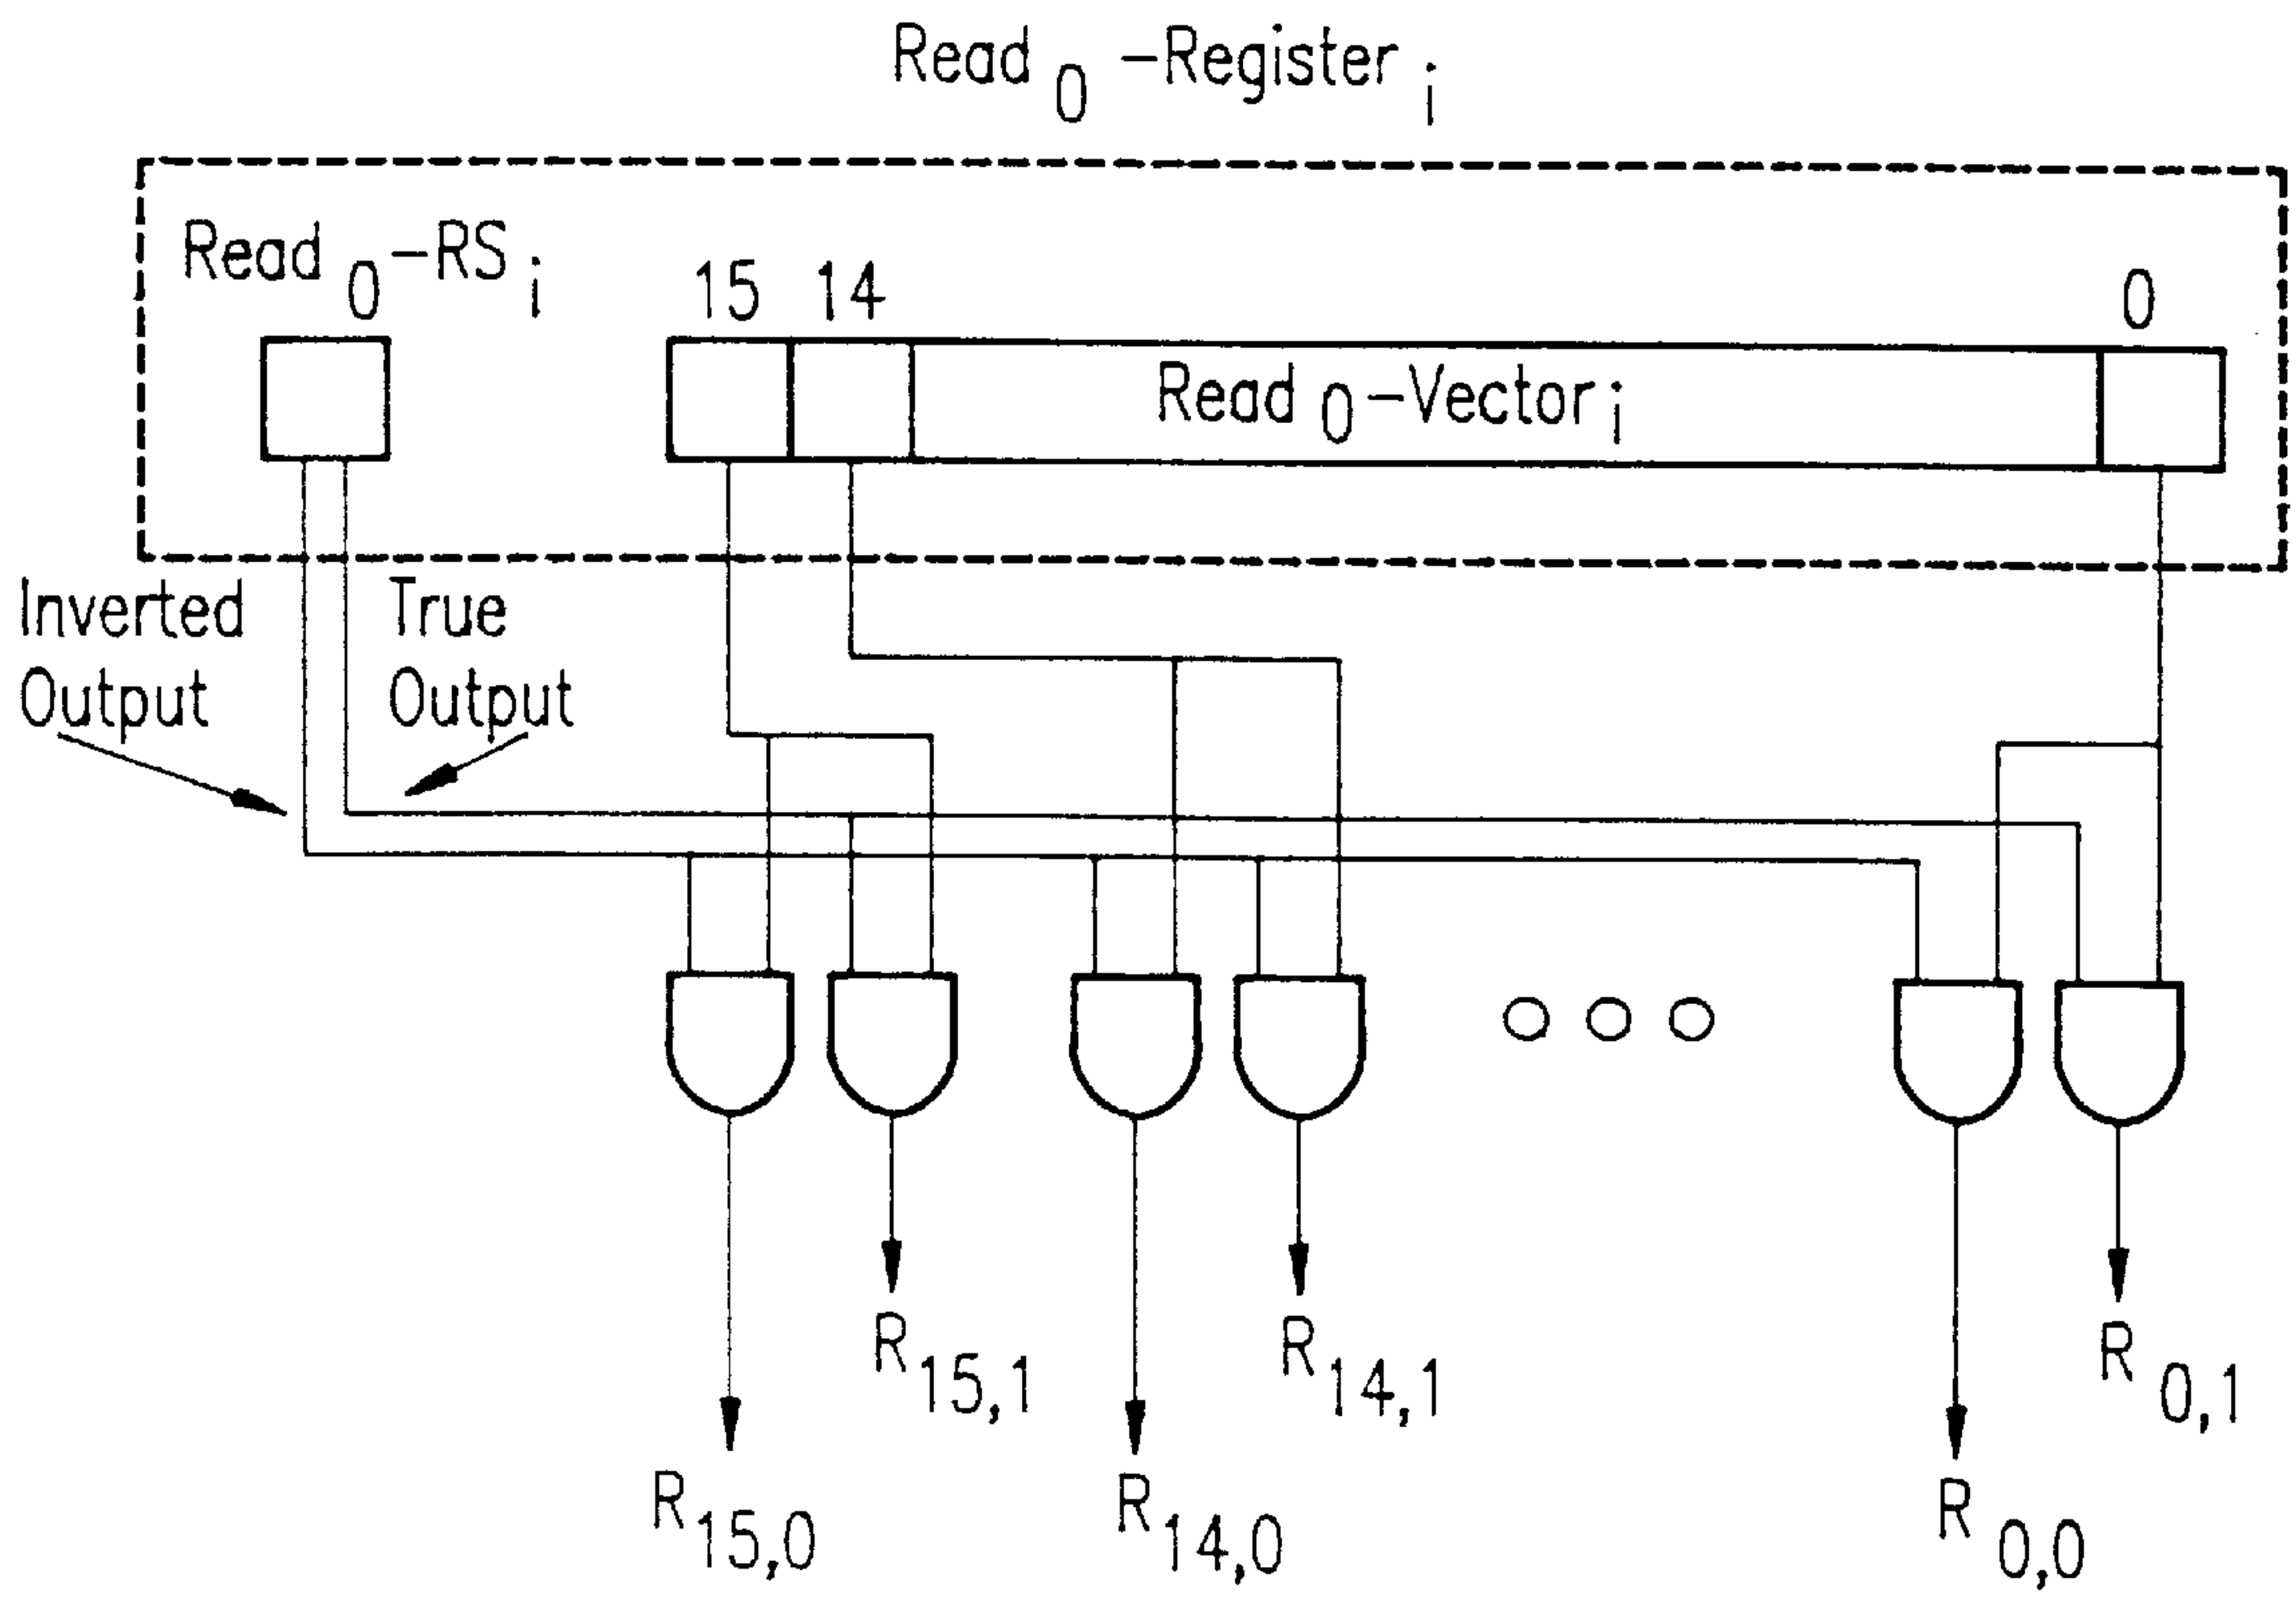 Read 0 -Register i
Read 0 -RS i
15 14 0
Read 0 -Vector i
Inverted
Output
True
Output
R 15,1
R 14,1
R 0,1
R 15,0
R 14,0
R 0,0